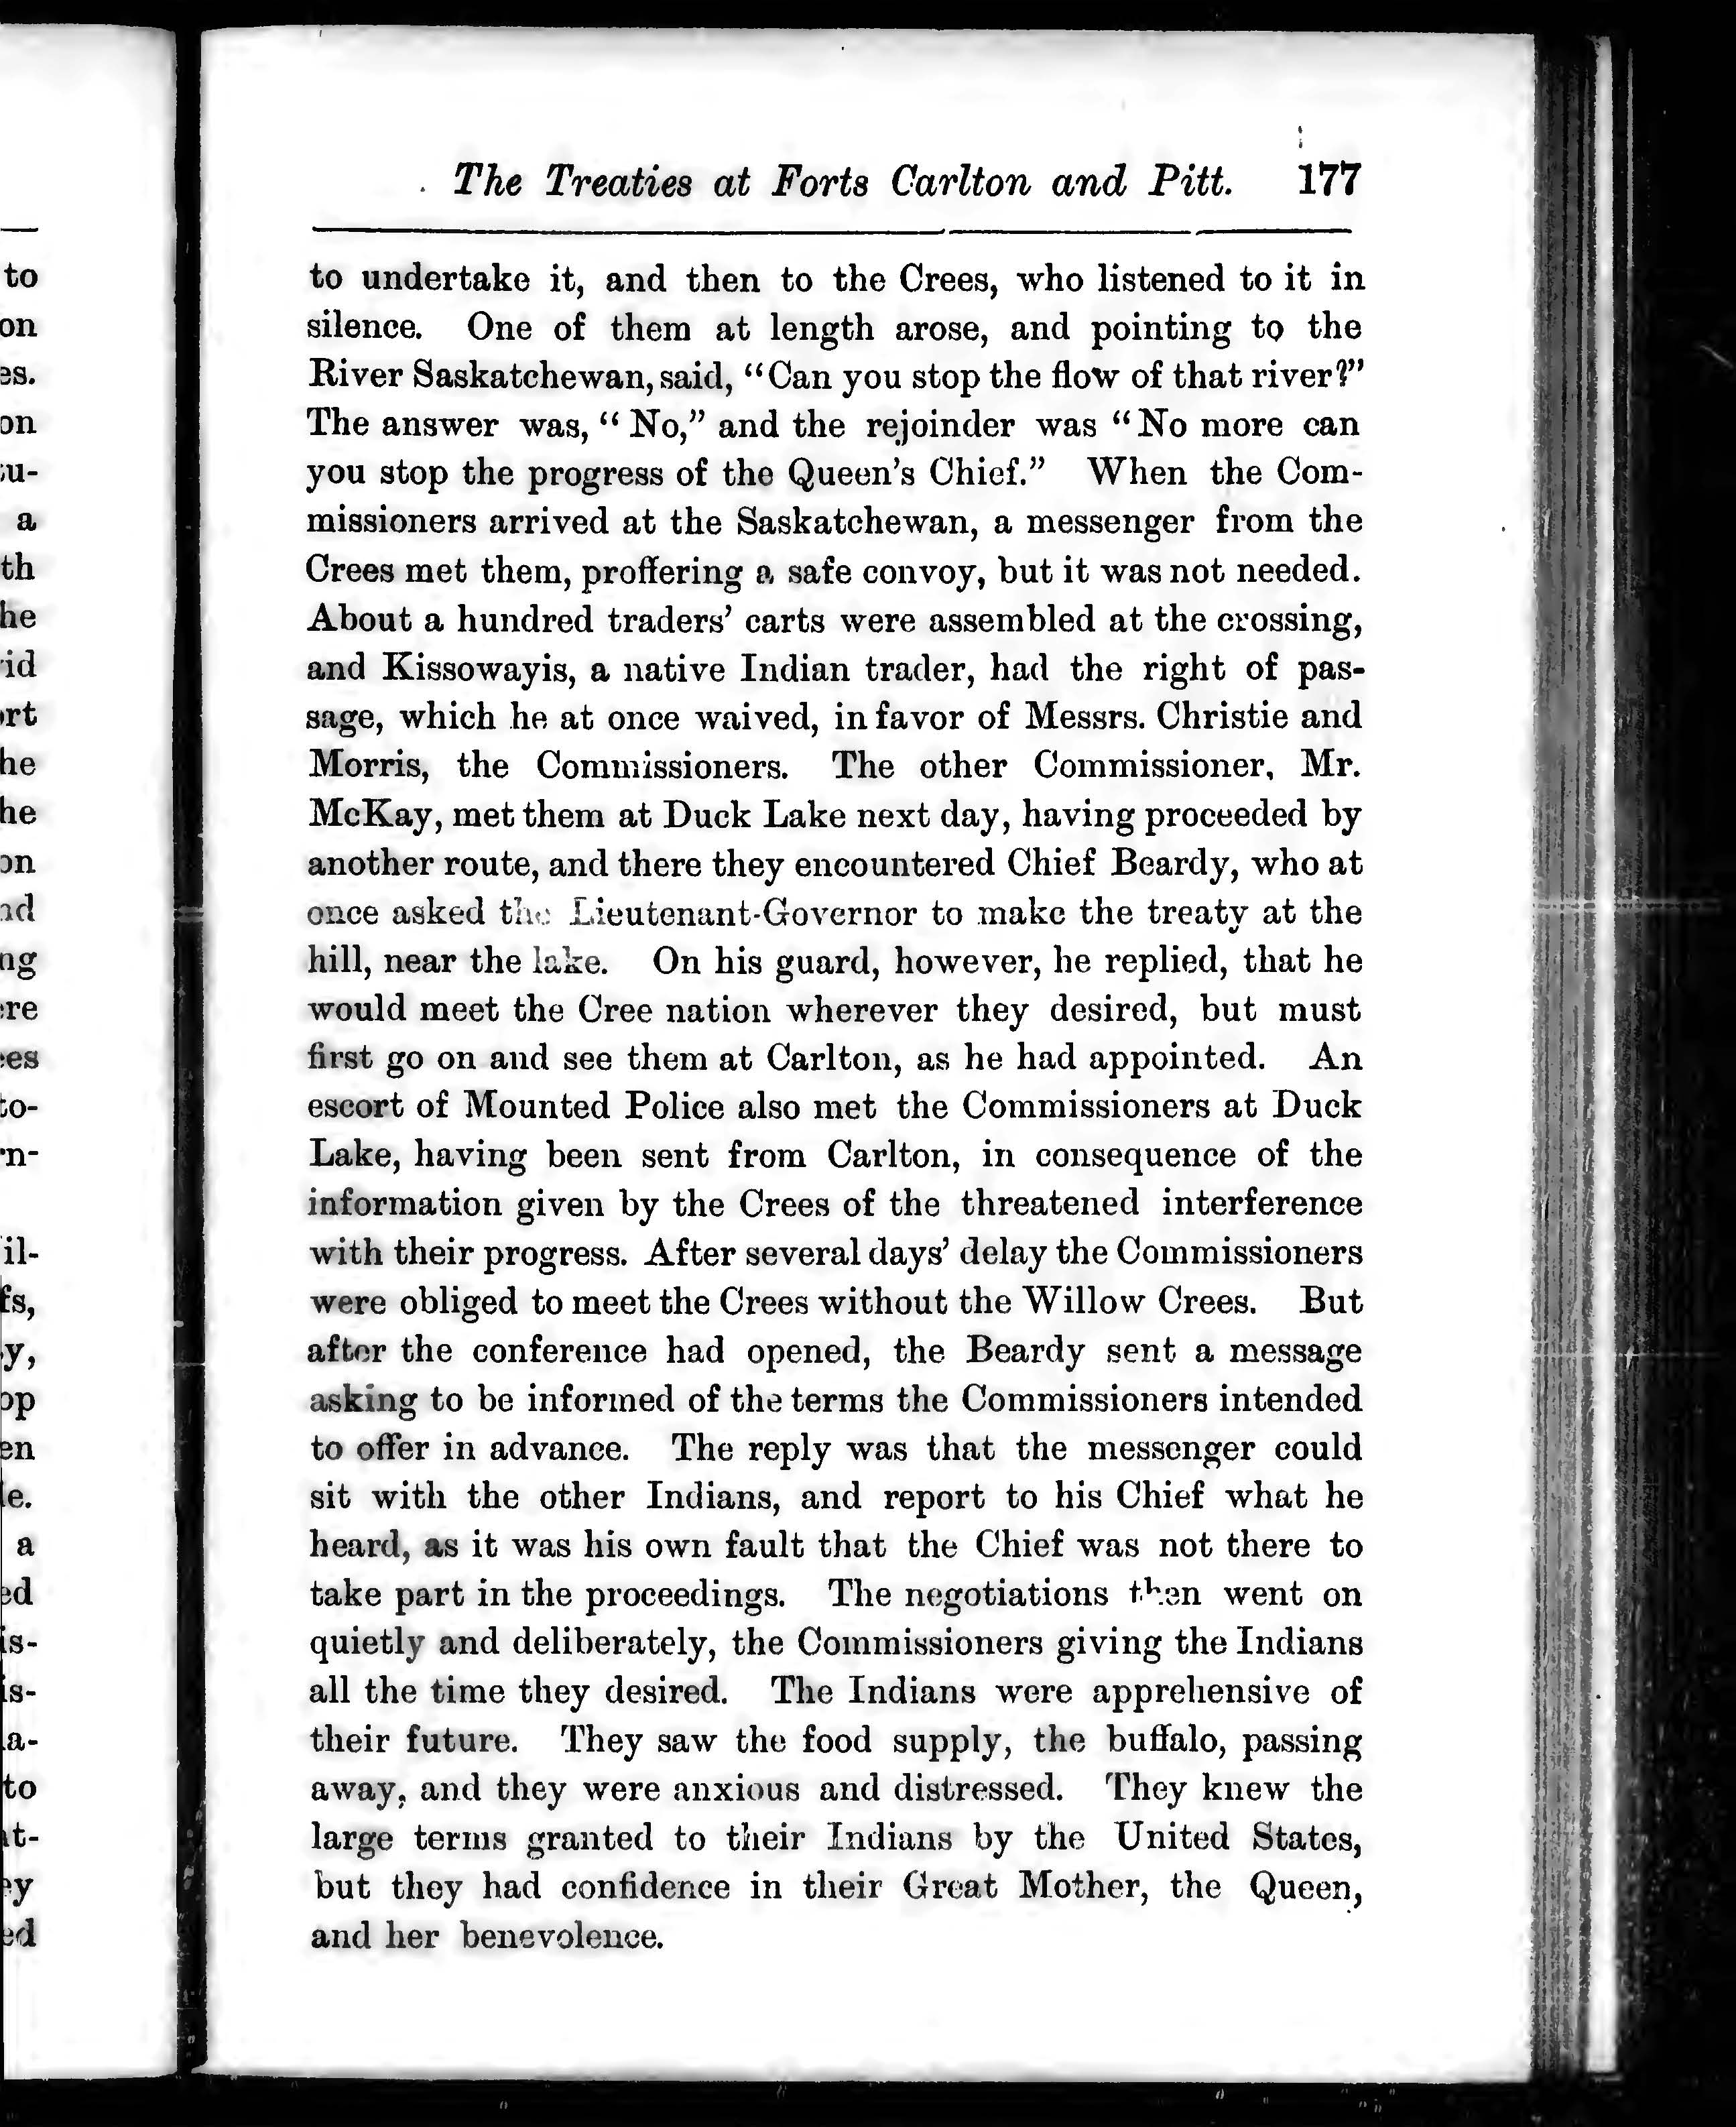 The Treaties at Forts Carlton and Pitt. 177
to undertake it, and then to the Crees, who listened to it in
silence. One of them at length arose, and pointing to the
River Saskatchewan, said, “Can you stop the flow of that river?”
The answer was, “No,” and the rejoinder was “No more can
you stop the progress of the Queen’s Chief.” When the Com-
missioners arrived at the Saskatchewan, a messenger from the
Crees met them, proffering a safe convoy, but it was not needed.
About a hundred traders’ carts were assembled at the crossing,
and Kissowayis, a native Indian trader, had the right of pas-
sage, which he at once waived, in favor of Messrs. Christie and
Morris, the Commissioners. The other Commissioner, Mr.
McKay, met them at Duck Lake next day, having proceeded by
another route, and there they encountered Chief Beardy, who at
once asked the Lieutenant-Governor to make the treaty at the
hill, near the lake. On his guard, however, he replied, that he
would meet the Cree nation wherever they desired, but must
first go on and see them at Carlton, as he had appointed. An
escort of Mounted Police also met the Commissioners at Duck
Lake, having been sent from Carlton, in consequence of the
information given by the Crees of the threatened interference
with their progress. After several days’ delay the Commissioners
were obliged to meet the Crees without the Willow Crees. But
after the conference had opened, the Beardy sent a message
asking to be informed of the terms the Commissioners intended
to offer in advance. The reply was that the messenger could
sit with the other Indians, and report to his Chief what he
heard, as it was his own fault that the Chief was not there to
take part in the proceedings. The negotiations then went on
quietly and deliberately, the Commissioners giving the Indians
all the time they desired. The Indians were apprehensive of
their future. They saw the food supply, the buffalo, passing
away, and they were anxious and distressed. They knew the
large terms granted to their Indians by the United States,
but they had confidence in their Great Mother, the Queen,
and her benevolence.